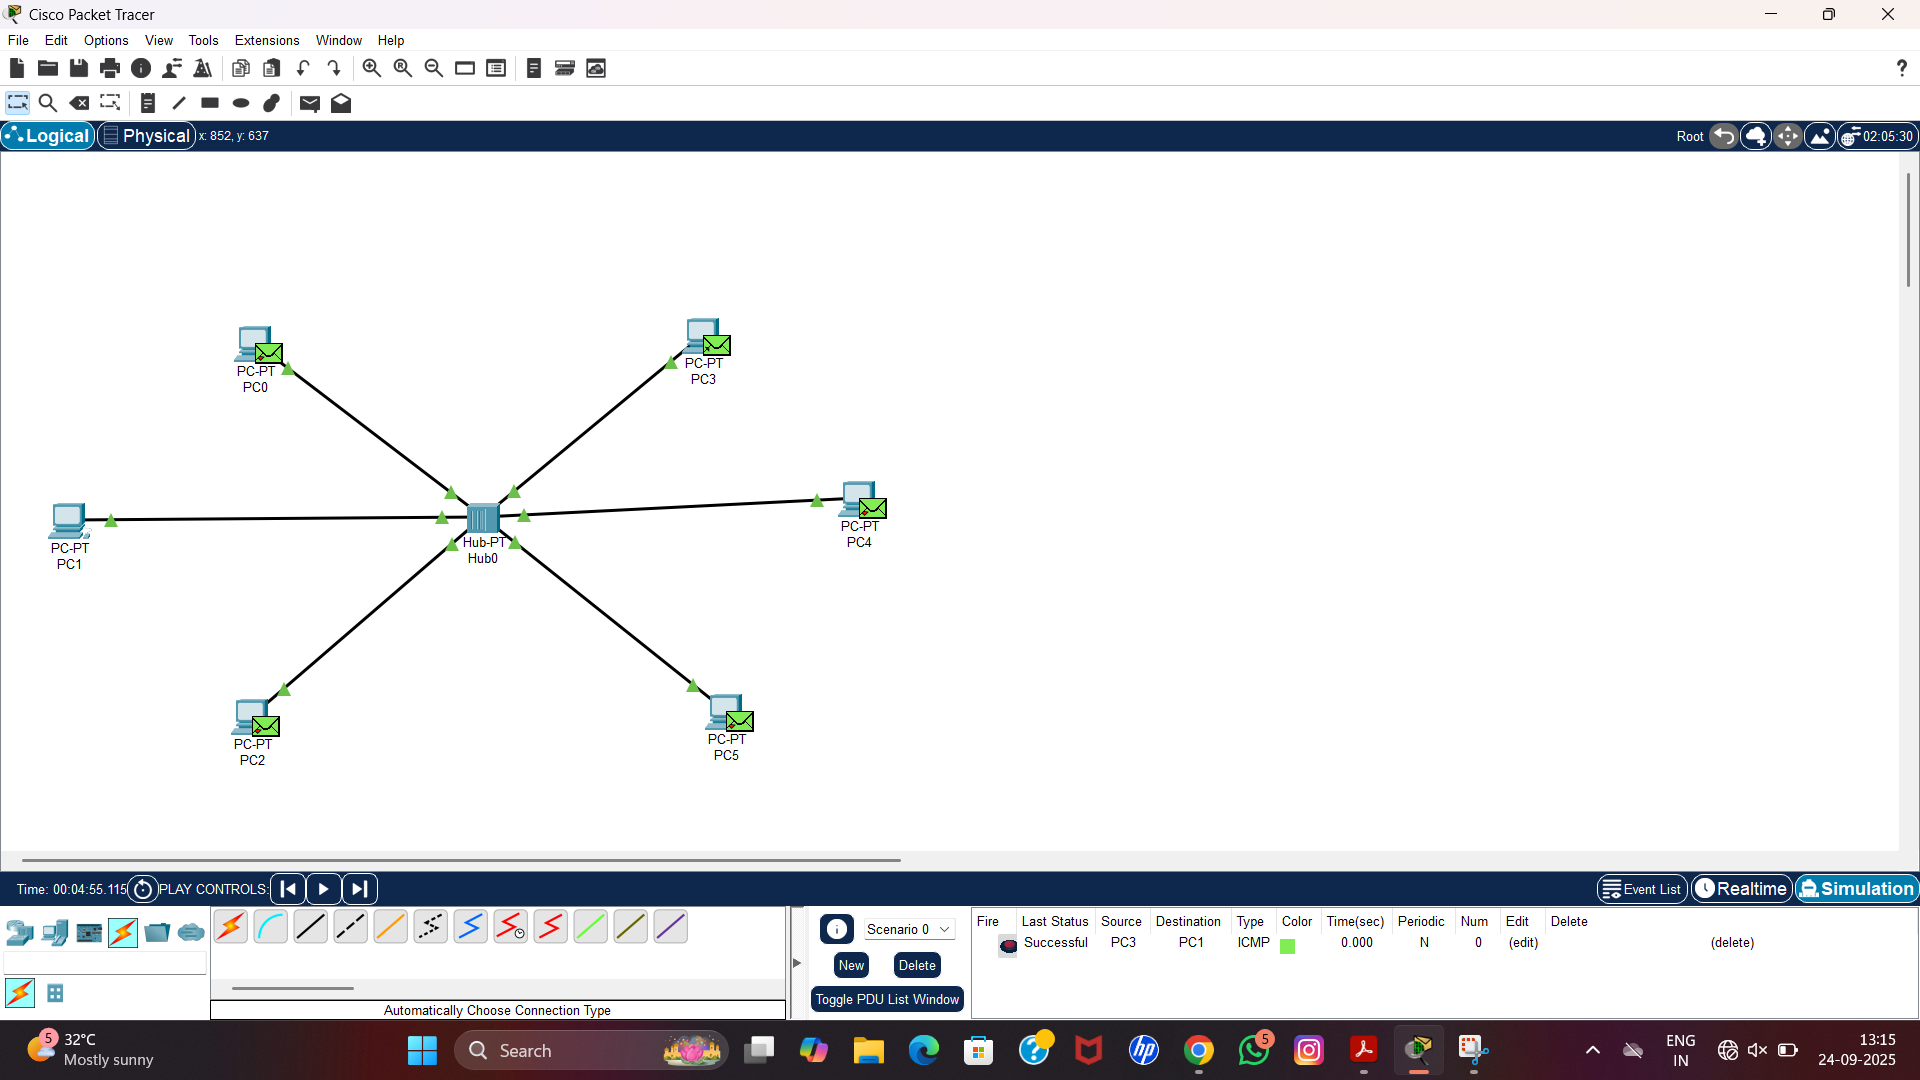 Cisco Packet Tracer
File Edit Options View Tools Extensions Window Help
?
Logical Physical x: 852, y: 637 Root 02:05:30
PC-PT
PC0
PC-PT
PC3
PC-PT
PC1
Hub-PT
Hub0
PC-PT
PC4
PC-PT
PC2
PC-PT
PC5
Time: 00:04:55.115 PLAY CONTROLS: Event List Realtime Simulation
Scenario 0
New Delete
Toggle PDU List Window
Fire Last Status Source Destination Type Color Time(sec) Periodic Num Edit Delete
Successful PC3 PC1 ICMP 0.000 N 0 (edit) (delete)
Automatically Choose Connection Type
5
32°C
Mostly sunny
Search
5
ENG
IN
13:15
24-09-2025